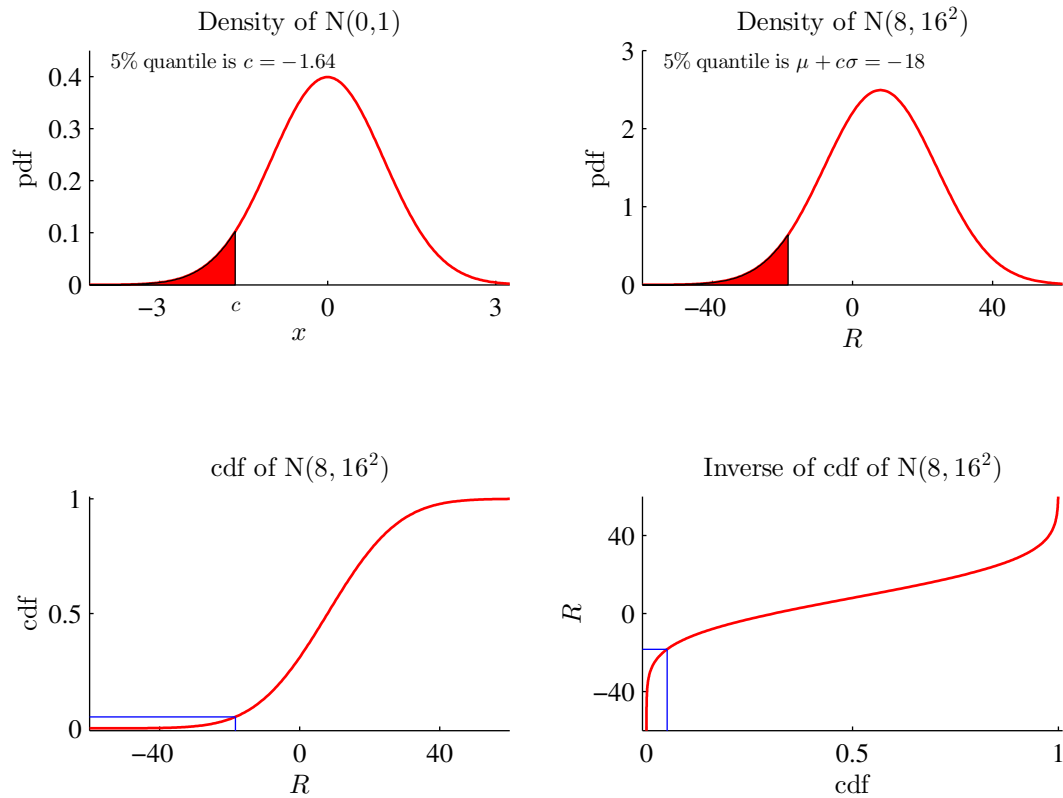 Density of N(0,1)
5% quantile is c = −1.64
pdf
0.4
0.3
0.2
0.1
0
−3
c
0
3
x
Density of N(8, 16²)
5% quantile is μ + cσ = −18
pdf
3
2
1
0
−40
0
40
R
cdf of N(8, 16²)
cdf
1
0.5
0
−40
0
40
R
Inverse of cdf of N(8, 16²)
R
40
0
−40
0
0.5
1
cdf